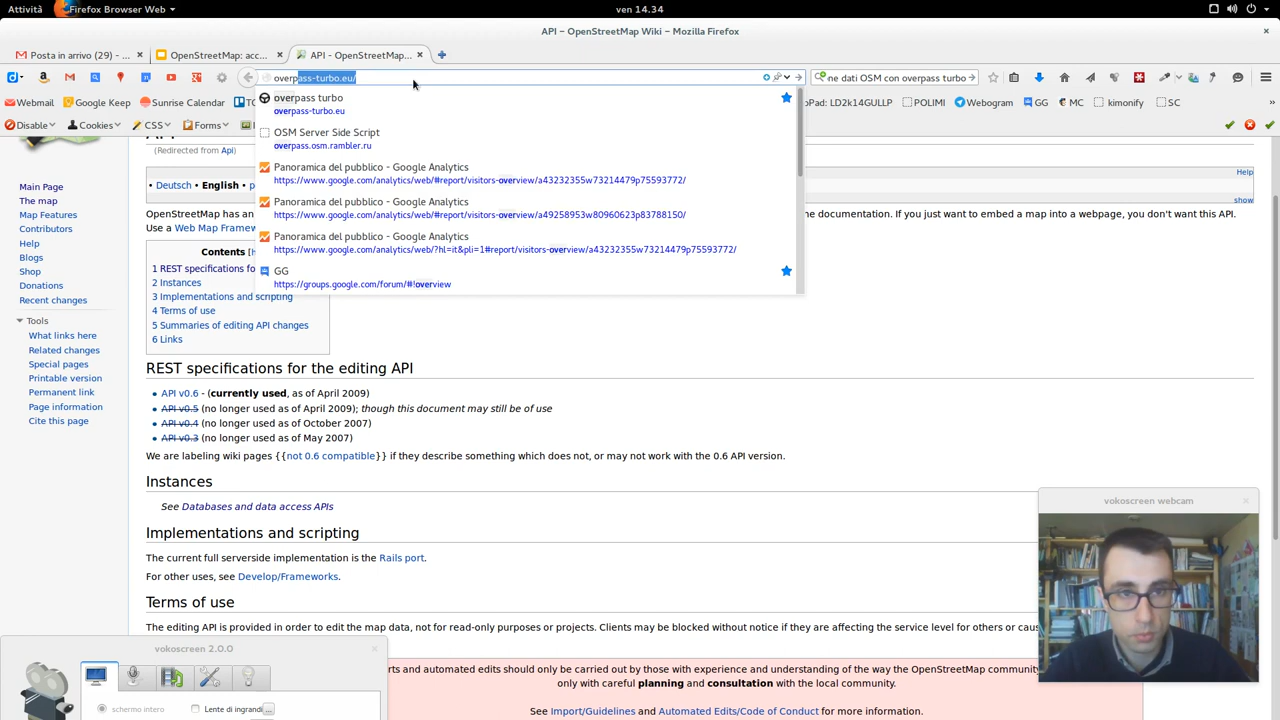 Attività
Firefox Browser Web
ven 14.34
API - OpenStreetMap Wiki – Mozilla Firefox
Posta in arrivo (29) - ...
OpenStreetMap: acc...
API - OpenStreetMap...
overpass-turbo.eu/
ne dati OSM con overpass turbo
Webmail
Google Keep
Sunrise Calendar
Pad: LD2k14GULLP
POLIMI
Webogram
GG
MC
kimonify
SC
Disable
Cookies
CSS
Forms
overpass turbo
overpass-turbo.eu
OSM Server Side Script
overpass.osm.rambler.ru
Panoramica del pubblico - Google Analytics
https://www.google.com/analytics/web/#report/visitors-overview/a43232355w73214479p75593772/
Panoramica del pubblico - Google Analytics
https://www.google.com/analytics/web/#report/visitors-overview/a49258953w80960623p83788150/
Panoramica del pubblico - Google Analytics
https://www.google.com/analytics/web/?hl=it&pli=1#report/visitors-overview/a43232355w73214479p75593772/
GG
https://groups.google.com/forum/#!overview
(Redirected from Api)
• Deutsch • English • p
Help
show
OpenStreetMap has an
the documentation. If you just want to embed a map into a webpage, you don't want this API.
Use a Web Map Framew
Main Page
The map
Map Features
Contributors
Help
Blogs
Shop
Donations
Recent changes
Tools
What links here
Related changes
Special pages
Printable version
Permanent link
Page information
Cite this page
Contents [h
1 REST specifications fo
2 Instances
3 Implementations and scripting
4 Terms of use
5 Summaries of editing API changes
6 Links
REST specifications for the editing API
• API v0.6 - (currently used, as of April 2009)
• API v0.5 (no longer used as of April 2009); though this document may still be of use
• API v0.4 (no longer used as of October 2007)
• API v0.3 (no longer used as of May 2007)
We are labeling wiki pages {{not 0.6 compatible}} if they describe something which does not, or may not work with the 0.6 API version.
Instances
See Databases and data access APIs
Implementations and scripting
The current full serverside implementation is the Rails port.
For other uses, see Develop/Frameworks.
Terms of use
The editing API is provided in order to edit the map data, not for read-only purposes or projects. Clients may be blocked without notice if they are affecting the service level for others or cau
rts and automated edits should only be carried out by those with experience and understanding of the way the OpenStreetMap community
only with careful planning and consultation with the local community.
See Import/Guidelines and Automated Edits/Code of Conduct for more information.
vokoscreen webcam
vokoscreen 2.0.0
schermo intero
Lente di ingrandi
...